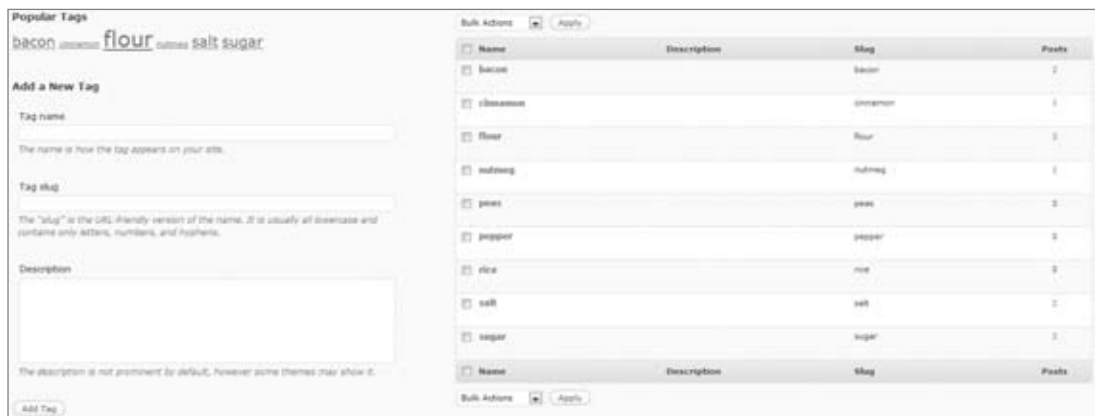 Popular Tags
bacon cinnamon flour nutmeg salt sugar
Add a New Tag
Tag name
The name is how the tag appears on your site.
Tag slug
The "slug" is the URL-friendly version of the name. It is usually all lowercase and
contains only letters, numbers, and hyphens.
Description
The description is not prominent by default, however some themes may show it.
Add Tag
Bulk Actions Apply
Name Description Slug Posts
bacon bacon
cinnamon cinnamon
flour flour
nutmeg nutmeg
peas peas
pepper pepper
rice rice
salt salt
sugar sugar
Name Description Slug Posts
Bulk Actions Apply